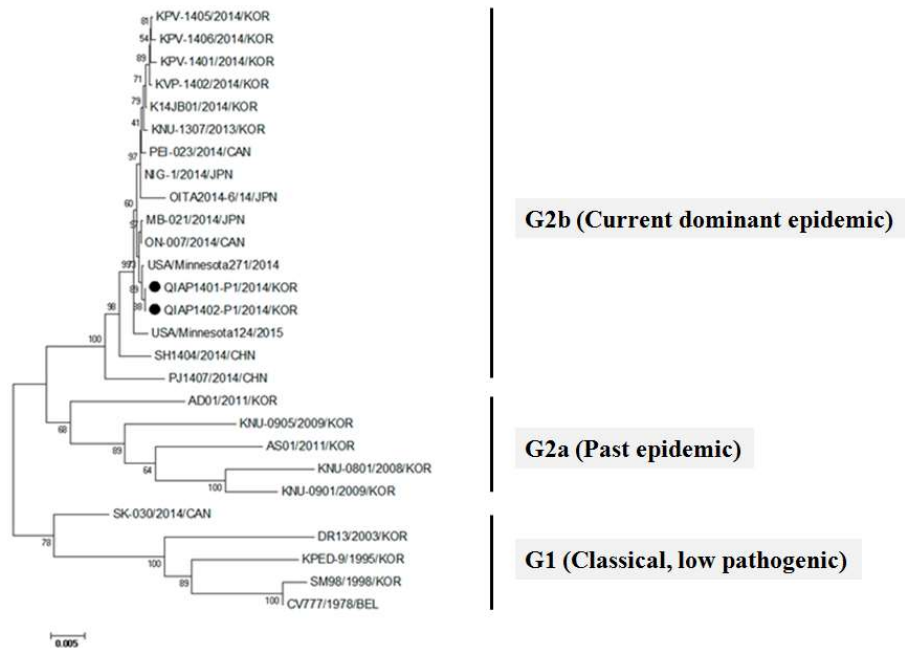 KPV-1405/2014/KOR
81
KPV-1406/2014/KOR
54
KPV-1401/2014/KOR
89
KVP-1402/2014/KOR
71
K14JB01/2014/KOR
79
KNU-1307/2013/KOR
41
PEI-023/2014/CAN
97
NIG-1/2014/JPN
OITA2014-6/14/JPN
60
MB-021/2014/JPN
G2b (Current dominant epidemic)
ON-007/2014/CAN
USA/Minnesota271/2014
QIAP1401-P1/2014/KOR
89
QIAP1402-P1/2014/KOR
98
98
USA/Minnesota124/2015
100
SH1404/2014/CHN
PJ1407/2014/CHN
AD01/2011/KOR
68
KNU-0905/2009/KOR
89
AS01/2011/KOR
G2a (Past epidemic)
64
KNU-0801/2008/KOR
100
KNU-0901/2009/KOR
SK-030/2014/CAN
78
DR13/2003/KOR
100
KPED-9/1995/KOR
G1 (Classical, low pathogenic)
89
SM98/1998/KOR
100
CV777/1978/BEL
0.005